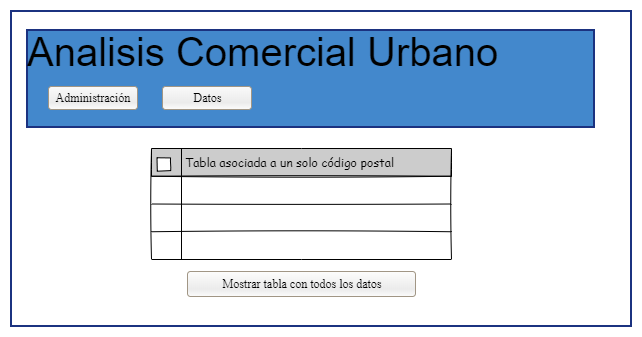 Analisis Comercial Urbano
Administración
Datos
Tabla asociada a un solo código postal
Mostrar tabla con todos los datos